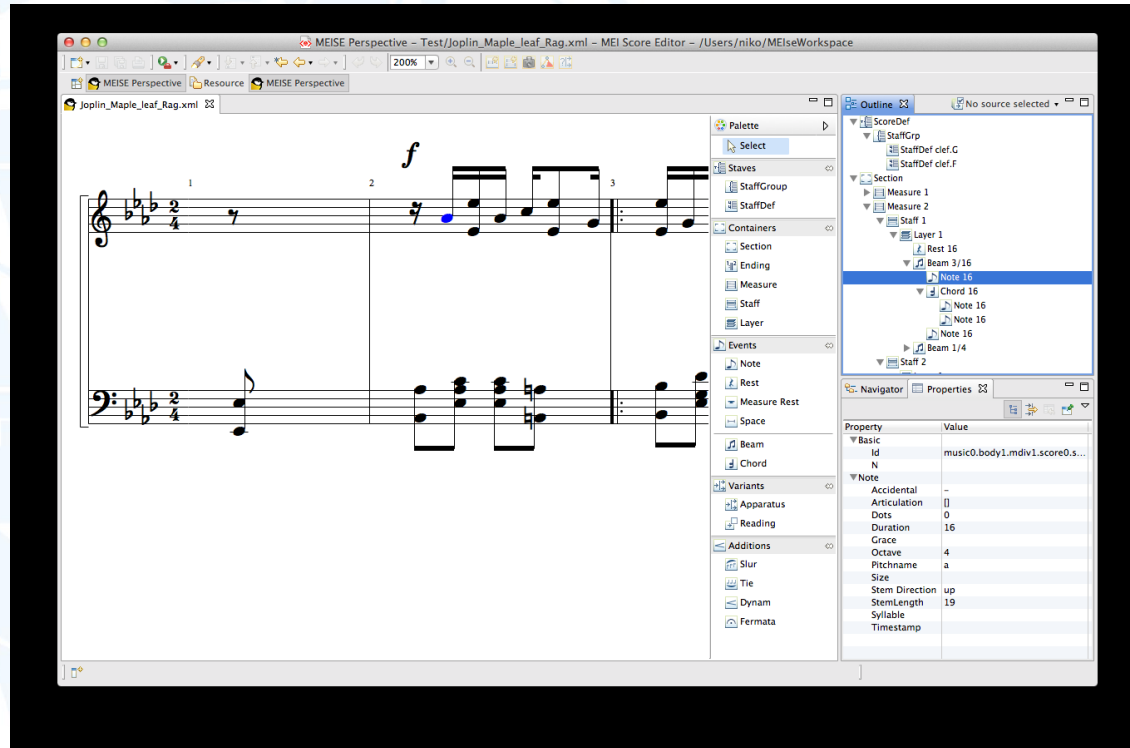 MEISE Perspective – Test/Joplin_Maple_leaf_Rag.xml – MEI Score Editor – /Users/niko/MEIseWorkspace
200%
MEISE Perspective Resource MEISE Perspective
Joplin_Maple_leaf_Rag.xml
f
1 2 3
2
4
2
4
Palette
Select
Staves
StaffGroup
StaffDef
Containers
Section
Ending
Measure
Staff
Layer
Events
Note
Rest
Measure Rest
Space
Beam
Chord
Variants
Apparatus
Reading
Additions
Slur
Tie
Dynam
Fermata
Outline No source selected
ScoreDef
StaffGrp
StaffDef clef.G
StaffDef clef.F
Section
Measure 1
Measure 2
Staff 1
Layer 1
Rest 16
Beam 3/16
Note 16
Chord 16
Note 16
Note 16
Note 16
Beam 1/4
Staff 2
Navigator Properties
Property Value
Basic
Id music0.body1.mdiv1.score0.s...
N
Note
Accidental –
Articulation []
Dots 0
Duration 16
Grace
Octave 4
Pitchname a
Size
Stem Direction up
StemLength 19
Syllable
Timestamp